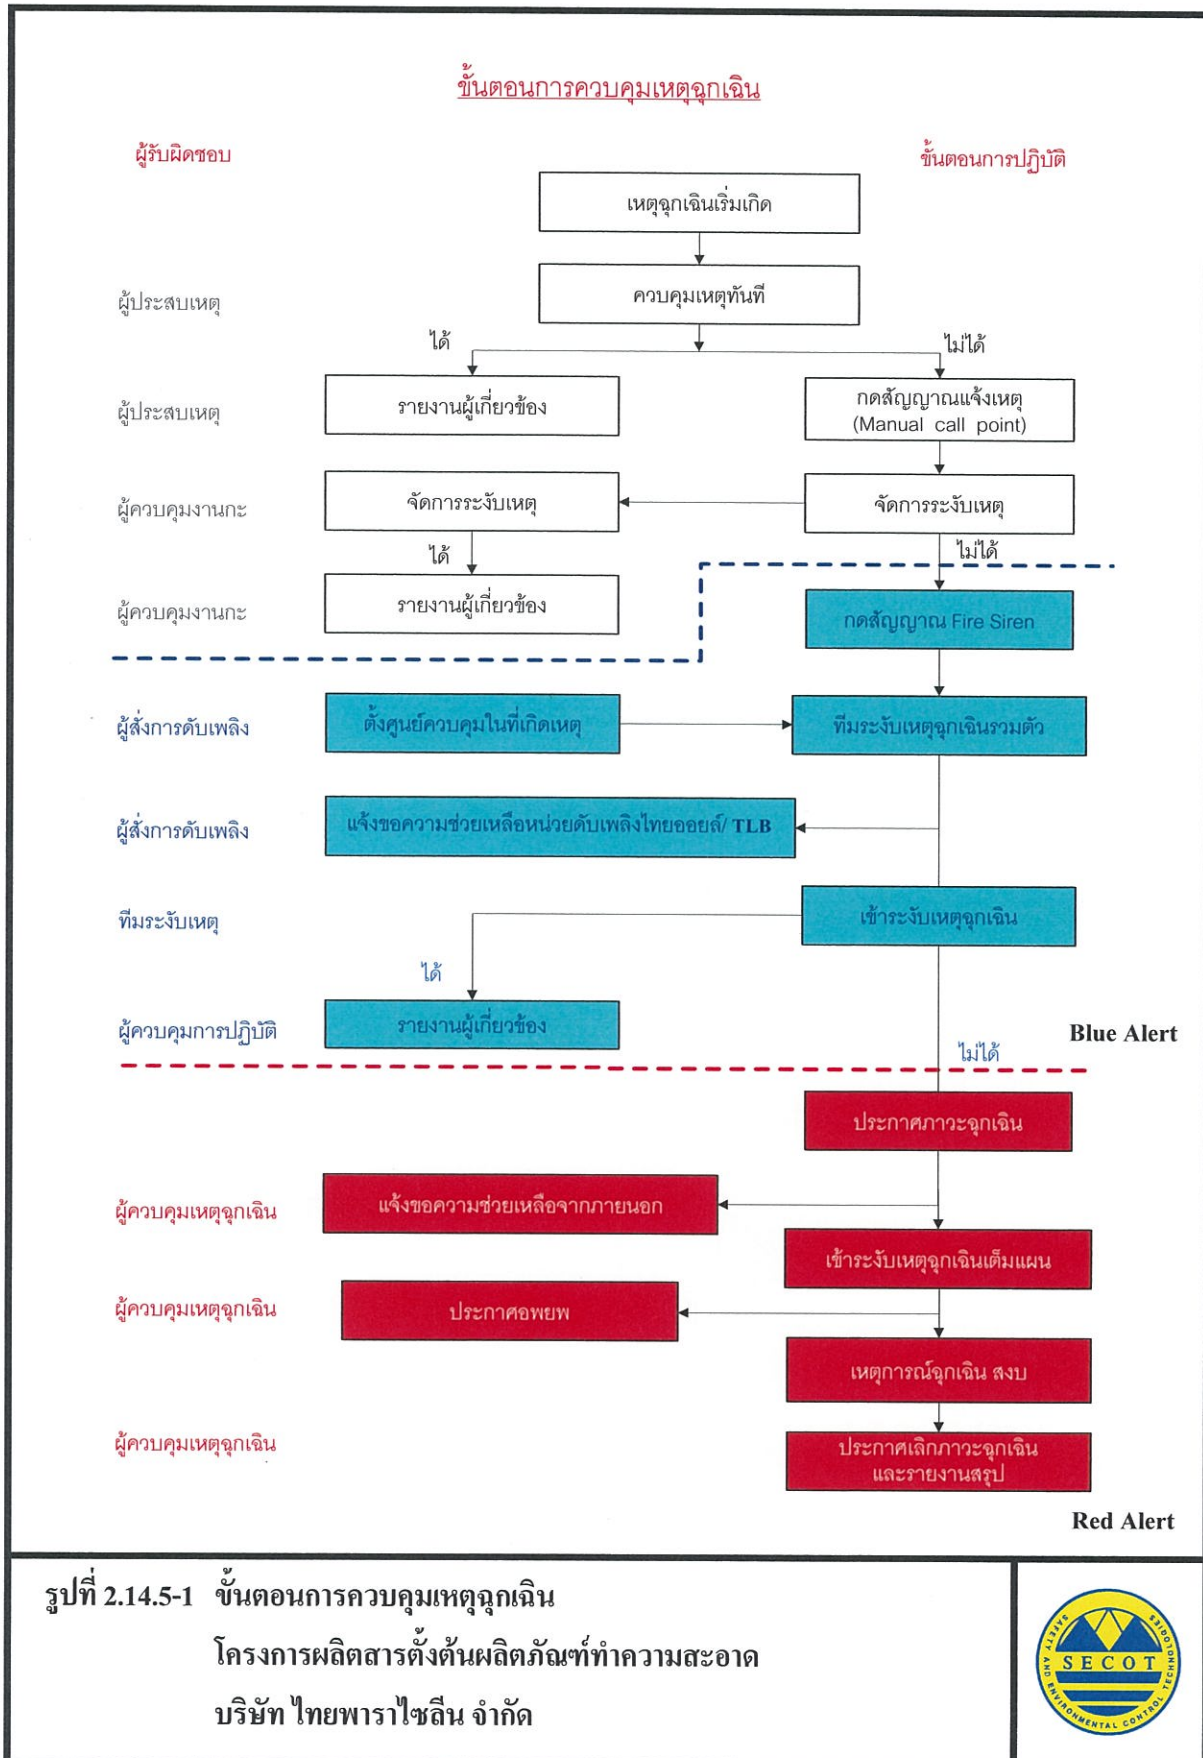 ขั้นตอนการควบคุมเหตุฉุกเฉิน
ผู้รับผิดชอบ
ขั้นตอนการปฏิบัติ
เหตุฉุกเฉินเริ่มเกิด
ผู้ประสบเหตุ
ควบคุมเหตุทันที
ได้
ไม่ได้
ผู้ประสบเหตุ
รายงานผู้เกี่ยวข้อง
กดสัญญาณแจ้งเหตุ
(Manual call point)
ผู้ควบคุมงานกะ
จัดการระงับเหตุ
จัดการระงับเหตุ
ได้
ไม่ได้
ผู้ควบคุมงานกะ
รายงานผู้เกี่ยวข้อง
กดสัญญาณ Fire Siren
ผู้สั่งการดับเพลิง
ตั้งศูนย์ควบคุมในที่เกิดเหตุ
ทีมระงับเหตุฉุกเฉินรวมตัว
ผู้สั่งการดับเพลิง
แจ้งขอความช่วยเหลือหน่วยดับเพลิงไทยออยล์/ TLB
ทีมระงับเหตุ
เข้าระงับเหตุฉุกเฉิน
ได้
ผู้ควบคุมการปฏิบัติ
รายงานผู้เกี่ยวข้อง
Blue Alert
ไม่ได้
ประกาศภาวะฉุกเฉิน
ผู้ควบคุมเหตุฉุกเฉิน
แจ้งขอความช่วยเหลือจากภายนอก
เข้าระงับเหตุฉุกเฉินเต็มแผน
ผู้ควบคุมเหตุฉุกเฉิน
ประกาศอพยพ
เหตุการณ์ฉุกเฉิน สงบ
ผู้ควบคุมเหตุฉุกเฉิน
ประกาศเลิกภาวะฉุกเฉิน
และรายงานสรุป
Red Alert
รูปที่ 2.14.5-1 ขั้นตอนการควบคุมเหตุฉุกเฉิน
โครงการผลิตสารตั้งต้นผลิตภัณฑ์ทำความสะอาด
บริษัท ไทยพาราไซลีน จำกัด
SECOT
SAFETY AND ENVIRONMENTAL CONTROL TECHNOLOGIES